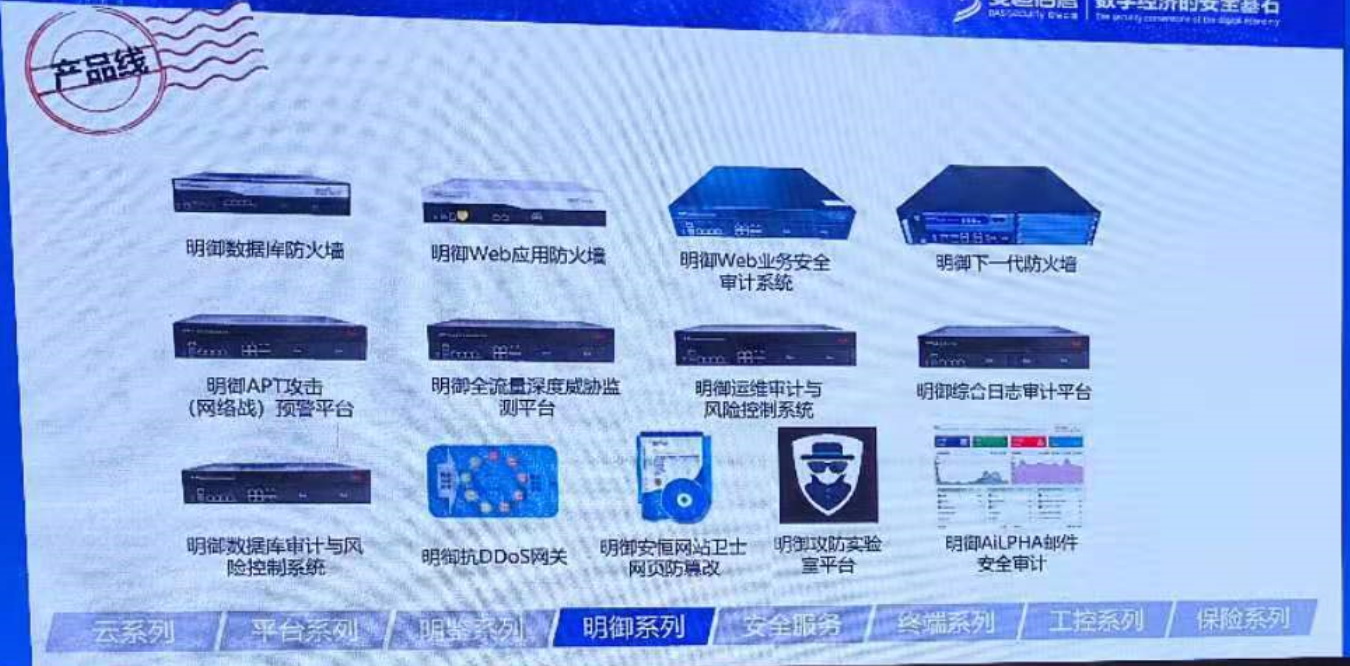 数字经济的安全基石
产品线
明御数据库防火墙
明御Web应用防火墙
明御Web业务安全
审计系统
明御下一代防火墙
明御APT攻击
（网络战）预警平台
明御全流量深度威胁监
测平台
明御运维审计与
风险控制系统
明御综合日志审计平台
明御数据库审计与风
险控制系统
明御抗DDoS网关
明御安恒网站卫士
网页防篡改
明御攻防实验
室平台
明御AiLPHA邮件
安全审计
云系列
平台系列
明鉴系列
明御系列
安全服务
终端系列
工控系列
保险系列